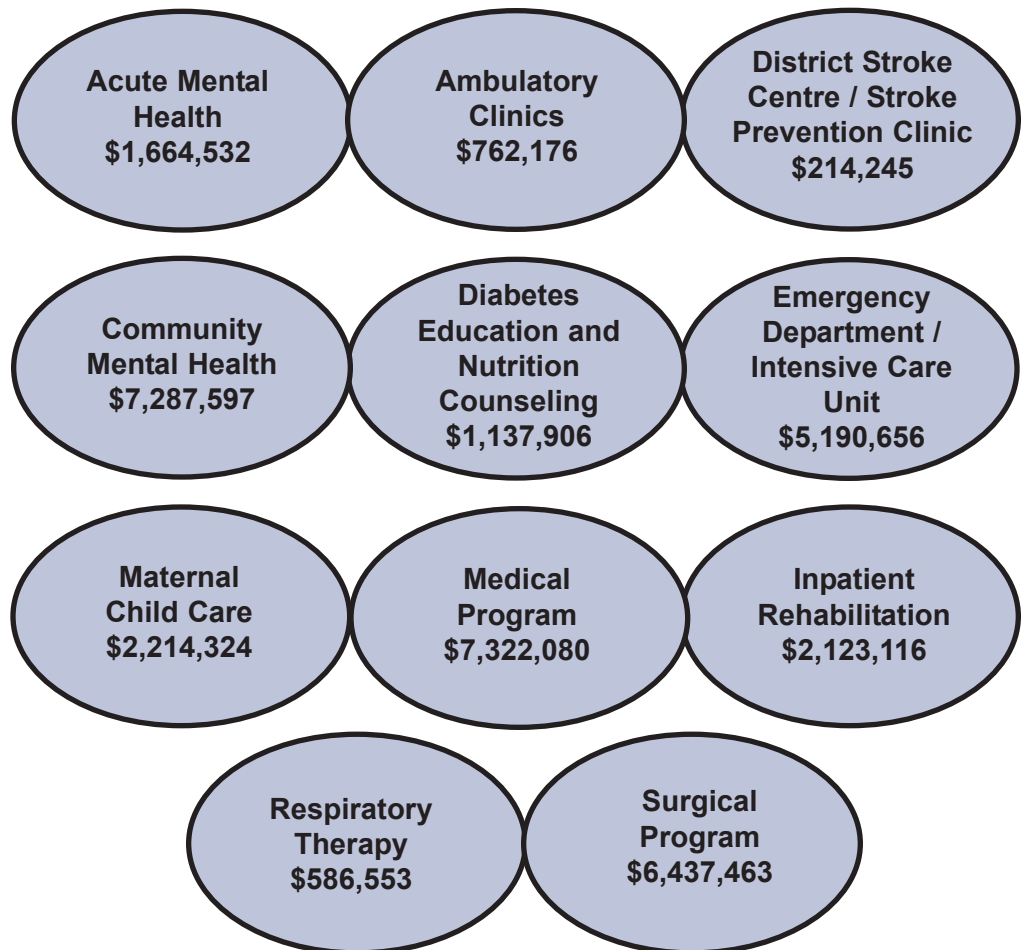 Acute Mental
Health
$1,664,532
Ambulatory
Clinics
$762,176
District Stroke
Centre / Stroke
Prevention Clinic
$214,245
Community
Mental Health
$7,287,597
Diabetes
Education and
Nutrition
Counseling
$1,137,906
Emergency
Department /
Intensive Care
Unit
$5,190,656
Maternal
Child Care
$2,214,324
Medical
Program
$7,322,080
Inpatient
Rehabilitation
$2,123,116
Respiratory
Therapy
$586,553
Surgical
Program
$6,437,463